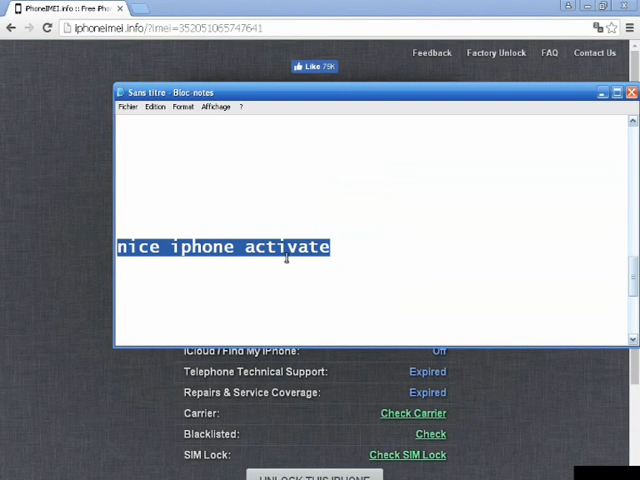 iPhoneIMEI.info :: Free iPho
iphoneimei.info/?imei=352051065747641
Feedback Factory Unlock FAQ Contact Us
Like 75K
Sans titre - Bloc-notes
Fichier Edition Format Affichage ?
nice iphone activate
iCloud / Find My iPhone: Off
Telephone Technical Support: Expired
Repairs & Service Coverage: Expired
Carrier: Check Carrier
Blacklisted: Check
SIM Lock: Check SIM Lock
UNLOCK THIS IPHONE